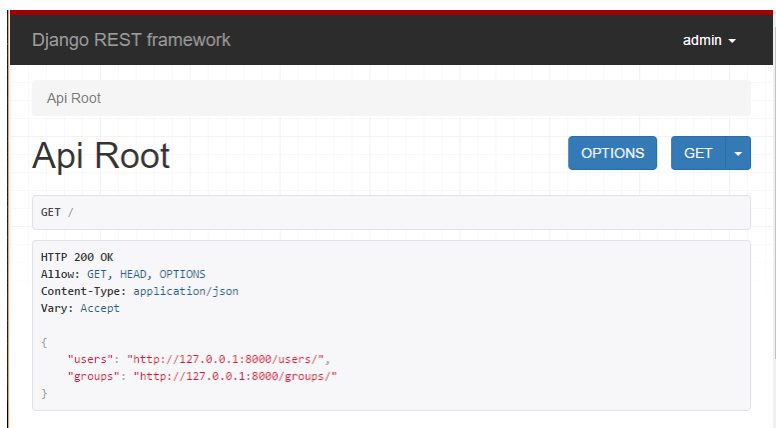 Django REST framework
admin
Api Root
Api Root
OPTIONS
GET
GET /
HTTP 200 OK
Allow: GET, HEAD, OPTIONS
Content-Type: application/json
Vary: Accept
{
    "users": "http://127.0.0.1:8000/users/",
    "groups": "http://127.0.0.1:8000/groups/"
}